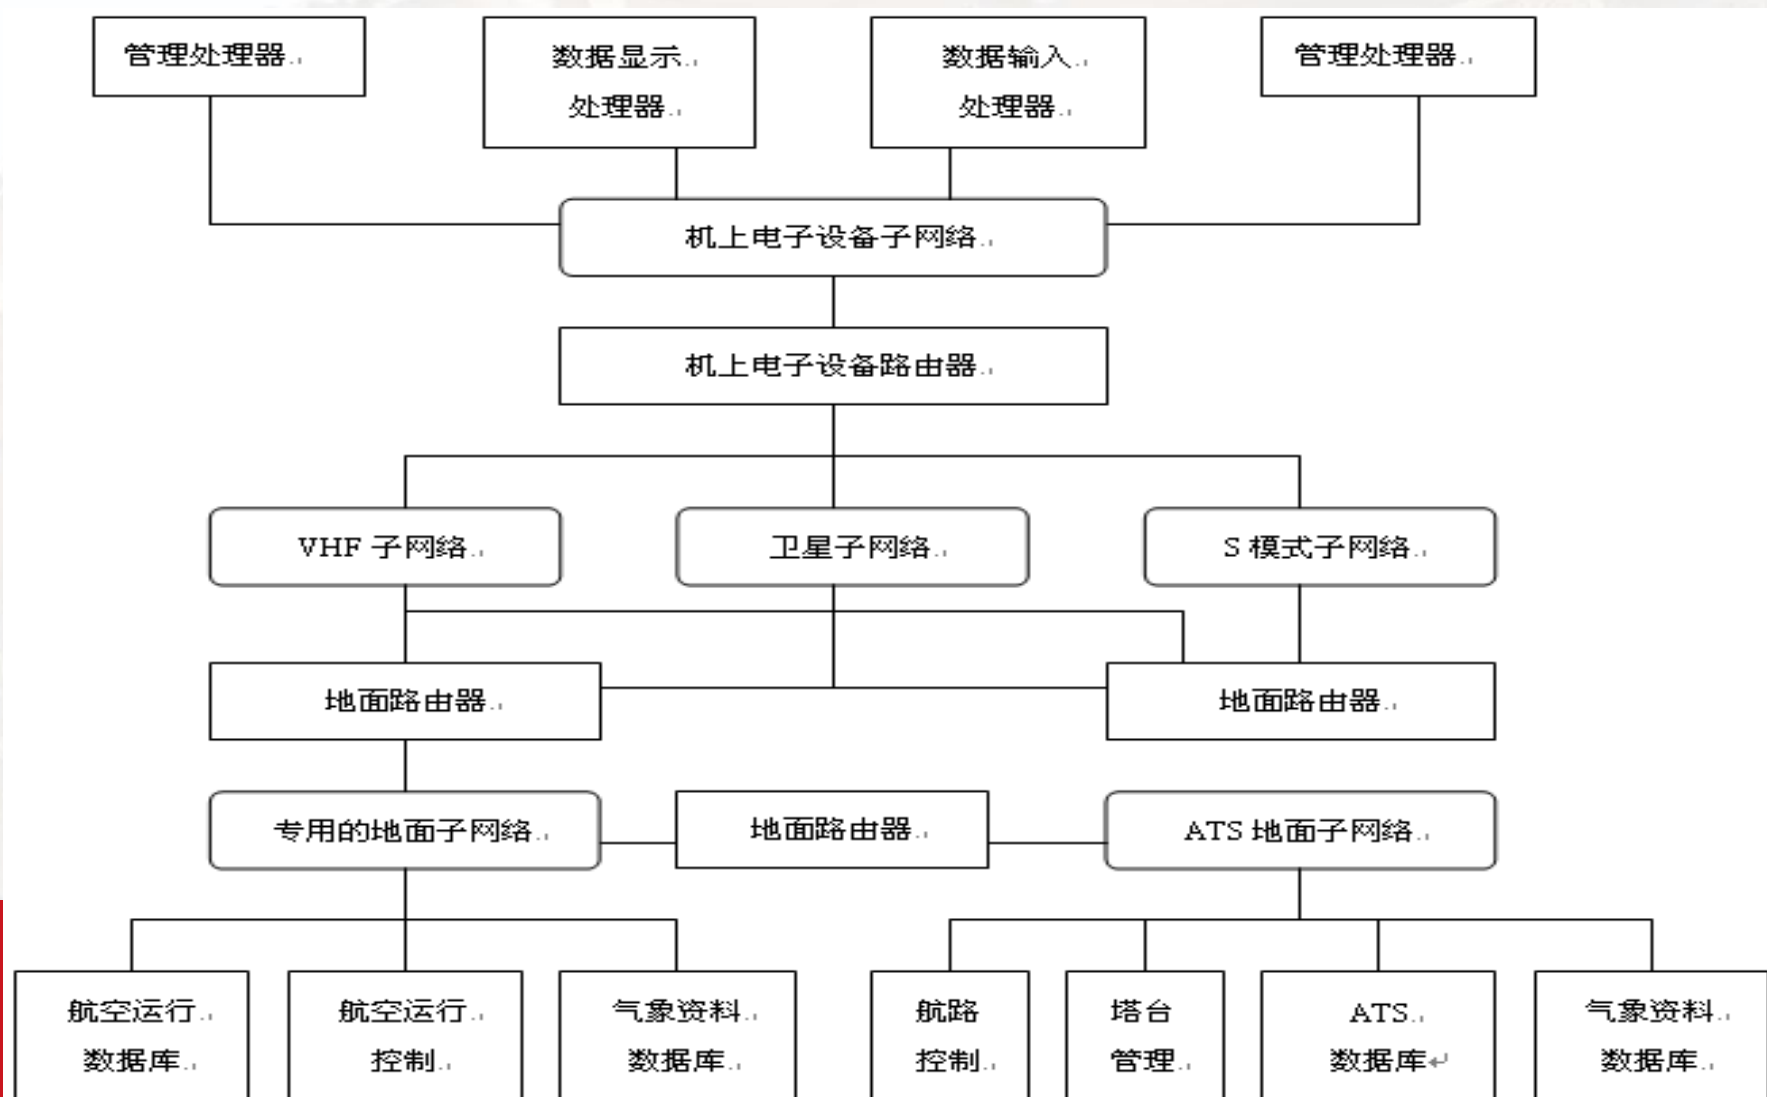 管理处理器
数据显示
处理器
数据输入
处理器
管理处理器
机上电子设备子网络
机上电子设备路由器
VHF 子网络
卫星子网络
S 模式子网络
地面路由器
地面路由器
专用的地面子网络
地面路由器
ATS 地面子网络
航空运行
数据库
航空运行
控制
气象资料
数据库
航路
控制
塔台
管理
ATS
数据库
气象资料
数据库